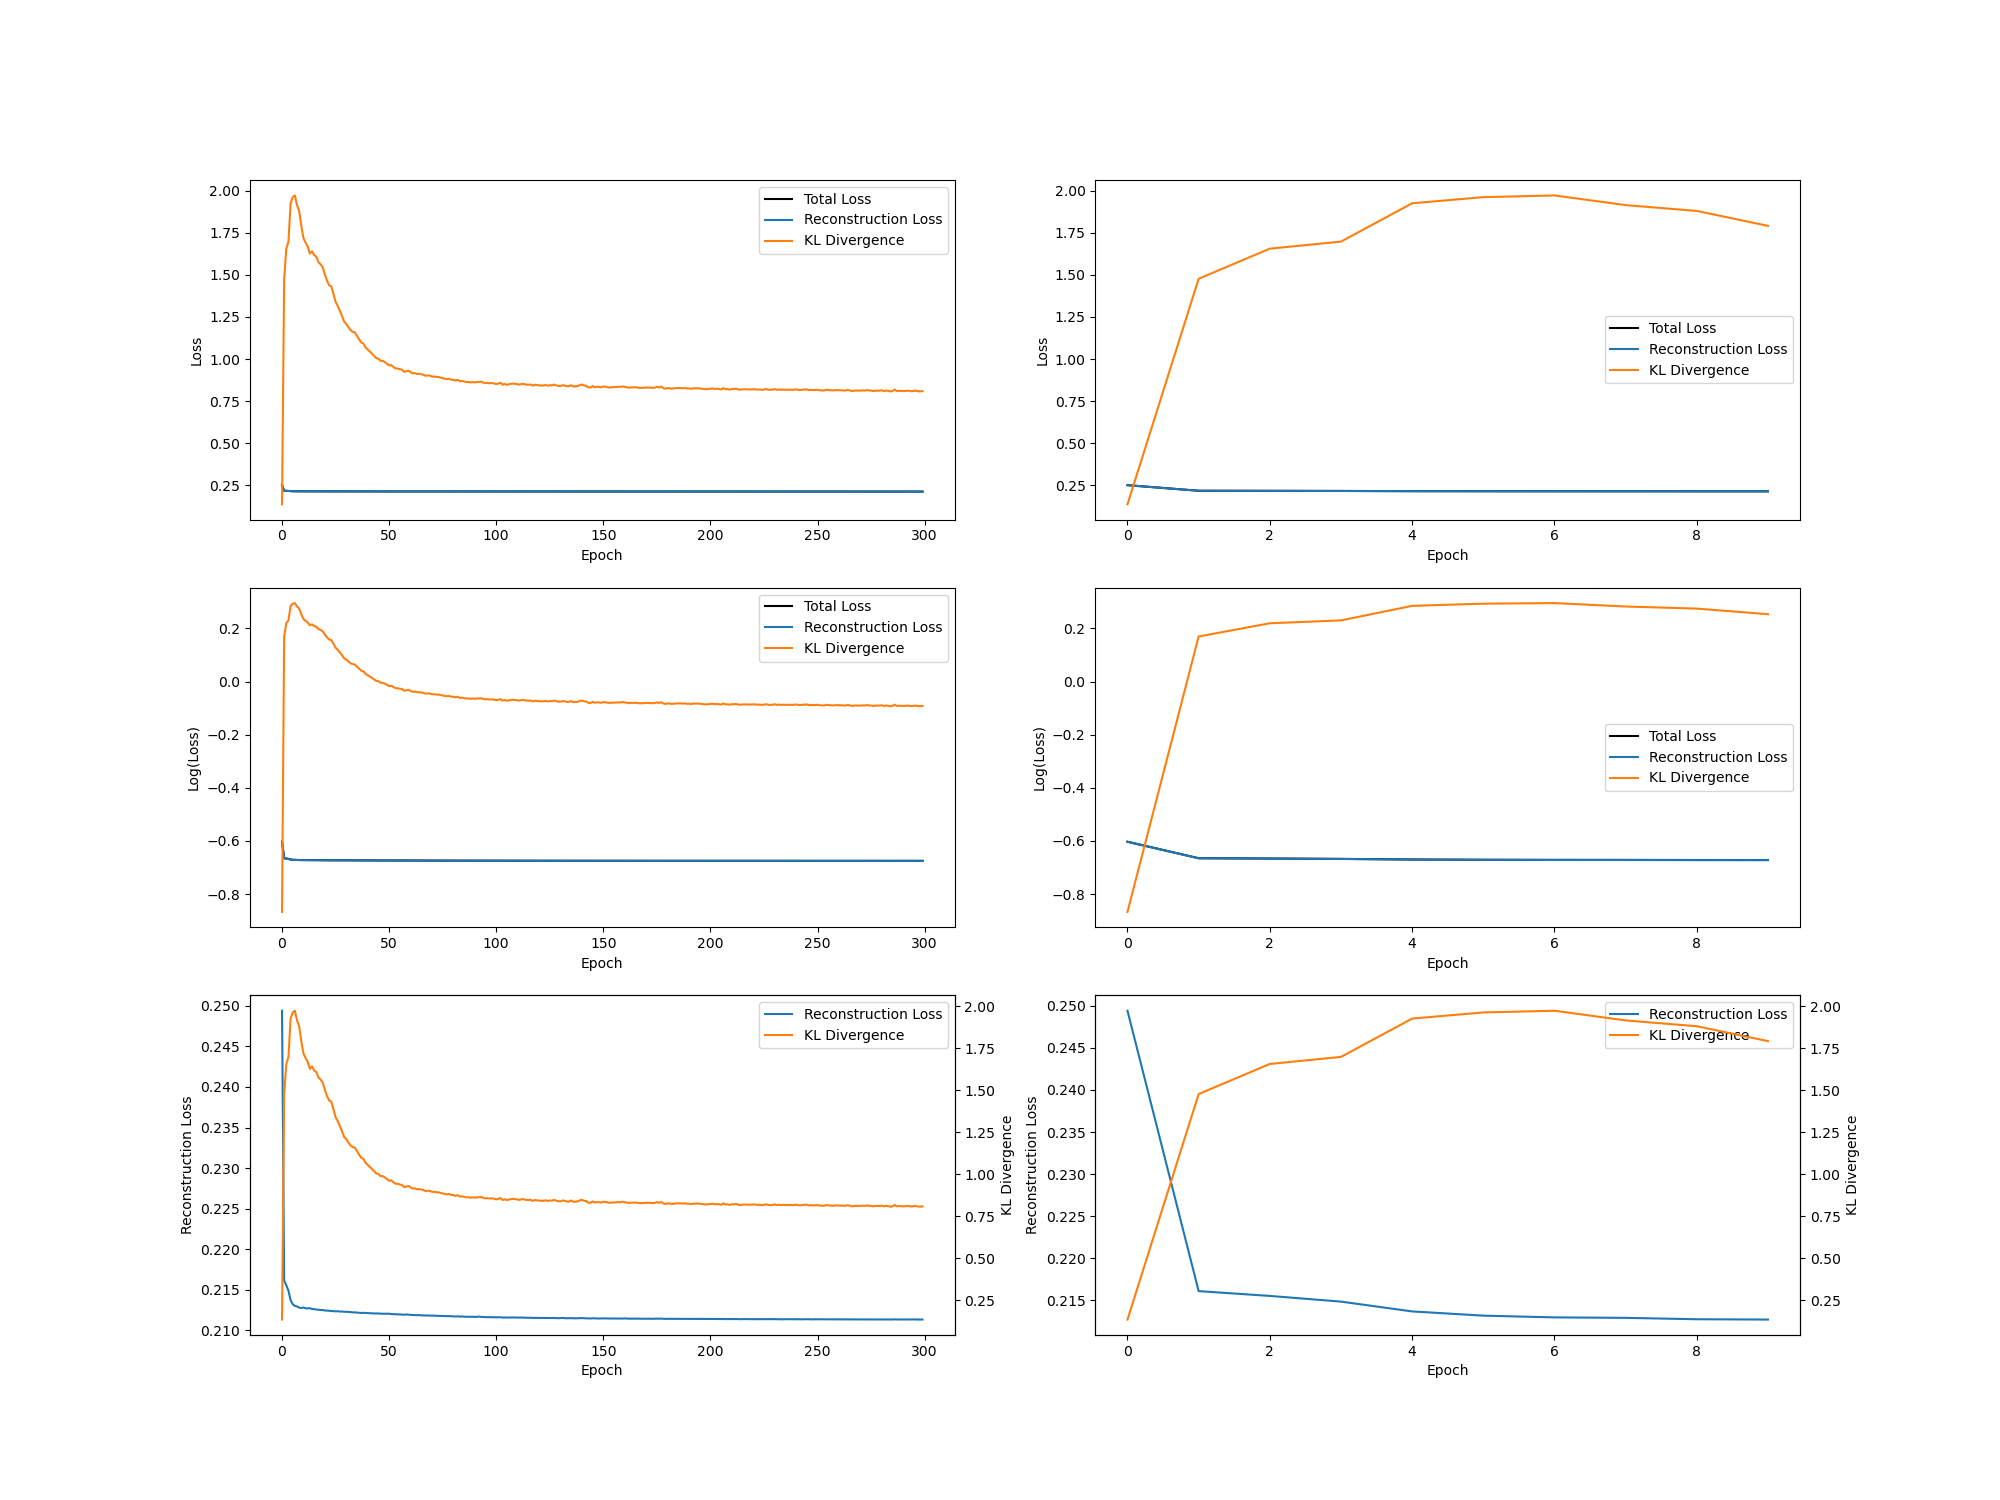 2.00
1.75
1.50
1.25
1.00
0.75
0.50
0.25
Loss
Total Loss
Reconstruction Loss
KL Divergence
0 50 100 150 200 250 300
Epoch
2.00
1.75
1.50
1.25
1.00
0.75
0.50
0.25
Loss
Total Loss
Reconstruction Loss
KL Divergence
0 2 4 6 8
Epoch
0.2
0.0
−0.2
−0.4
−0.6
−0.8
Log(Loss)
Total Loss
Reconstruction Loss
KL Divergence
0 50 100 150 200 250 300
Epoch
0.2
0.0
−0.2
−0.4
−0.6
−0.8
Log(Loss)
Total Loss
Reconstruction Loss
KL Divergence
0 2 4 6 8
Epoch
0.250
0.245
0.240
0.235
0.230
0.225
0.220
0.215
0.210
Reconstruction Loss
Reconstruction Loss
KL Divergence
2.00
1.75
1.50
1.25
1.00
0.75
0.50
0.25
KL Divergence
0 50 100 150 200 250 300
Epoch
0.250
0.245
0.240
0.235
0.230
0.225
0.220
0.215
Reconstruction Loss
Reconstruction Loss
KL Divergence
2.00
1.75
1.50
1.25
1.00
0.75
0.50
0.25
KL Divergence
0 2 4 6 8
Epoch